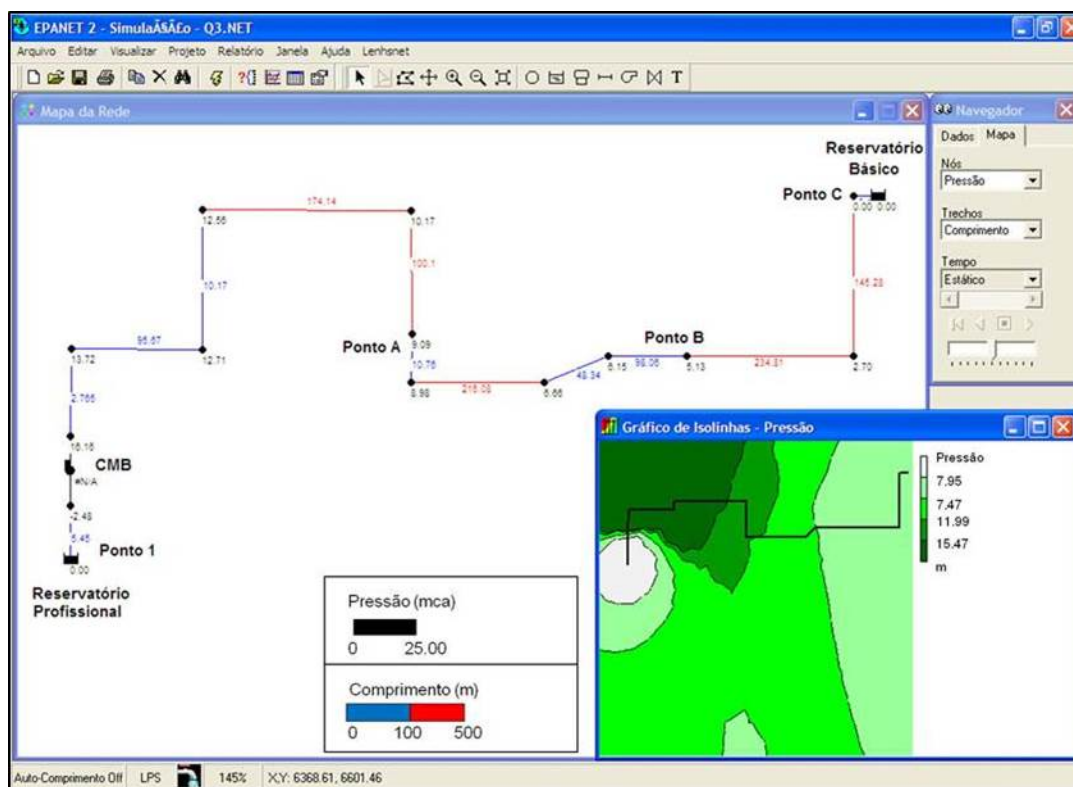 EPANET 2 - SimulaÃ§Ã£o - Q3.NET
Arquivo Editar Visualizar Projeto Relatório Janela Ajuda Lenhsnet
T
Mapa da Rede
Navegador
Dados Mapa
Nós
Pressão
Trechos
Comprimento
Tempo
Estático
Reservatório
Básico
Ponto C
0.00 0.00
174.14
12.56
10.17
100.1
10.17
145.28
95.67
13.72
12.71
Ponto A
9.09
10.76
8.98
216.08
6.66
48.34
6.15
Ponto B
98.06
5.13
234.81
2.70
2.766
16.16
CMB
#N/A
-2.48
5.45
Ponto 1
0.00
Reservatório
Profissional
Pressão (mca)
0 25.00
Comprimento (m)
0 100 500
Gráfico de Isolinhas - Pressão
Pressão
7.95
7.47
11.99
15.47
m
Auto-Comprimento Off LPS 145% X,Y: 6368.61, 6601.46